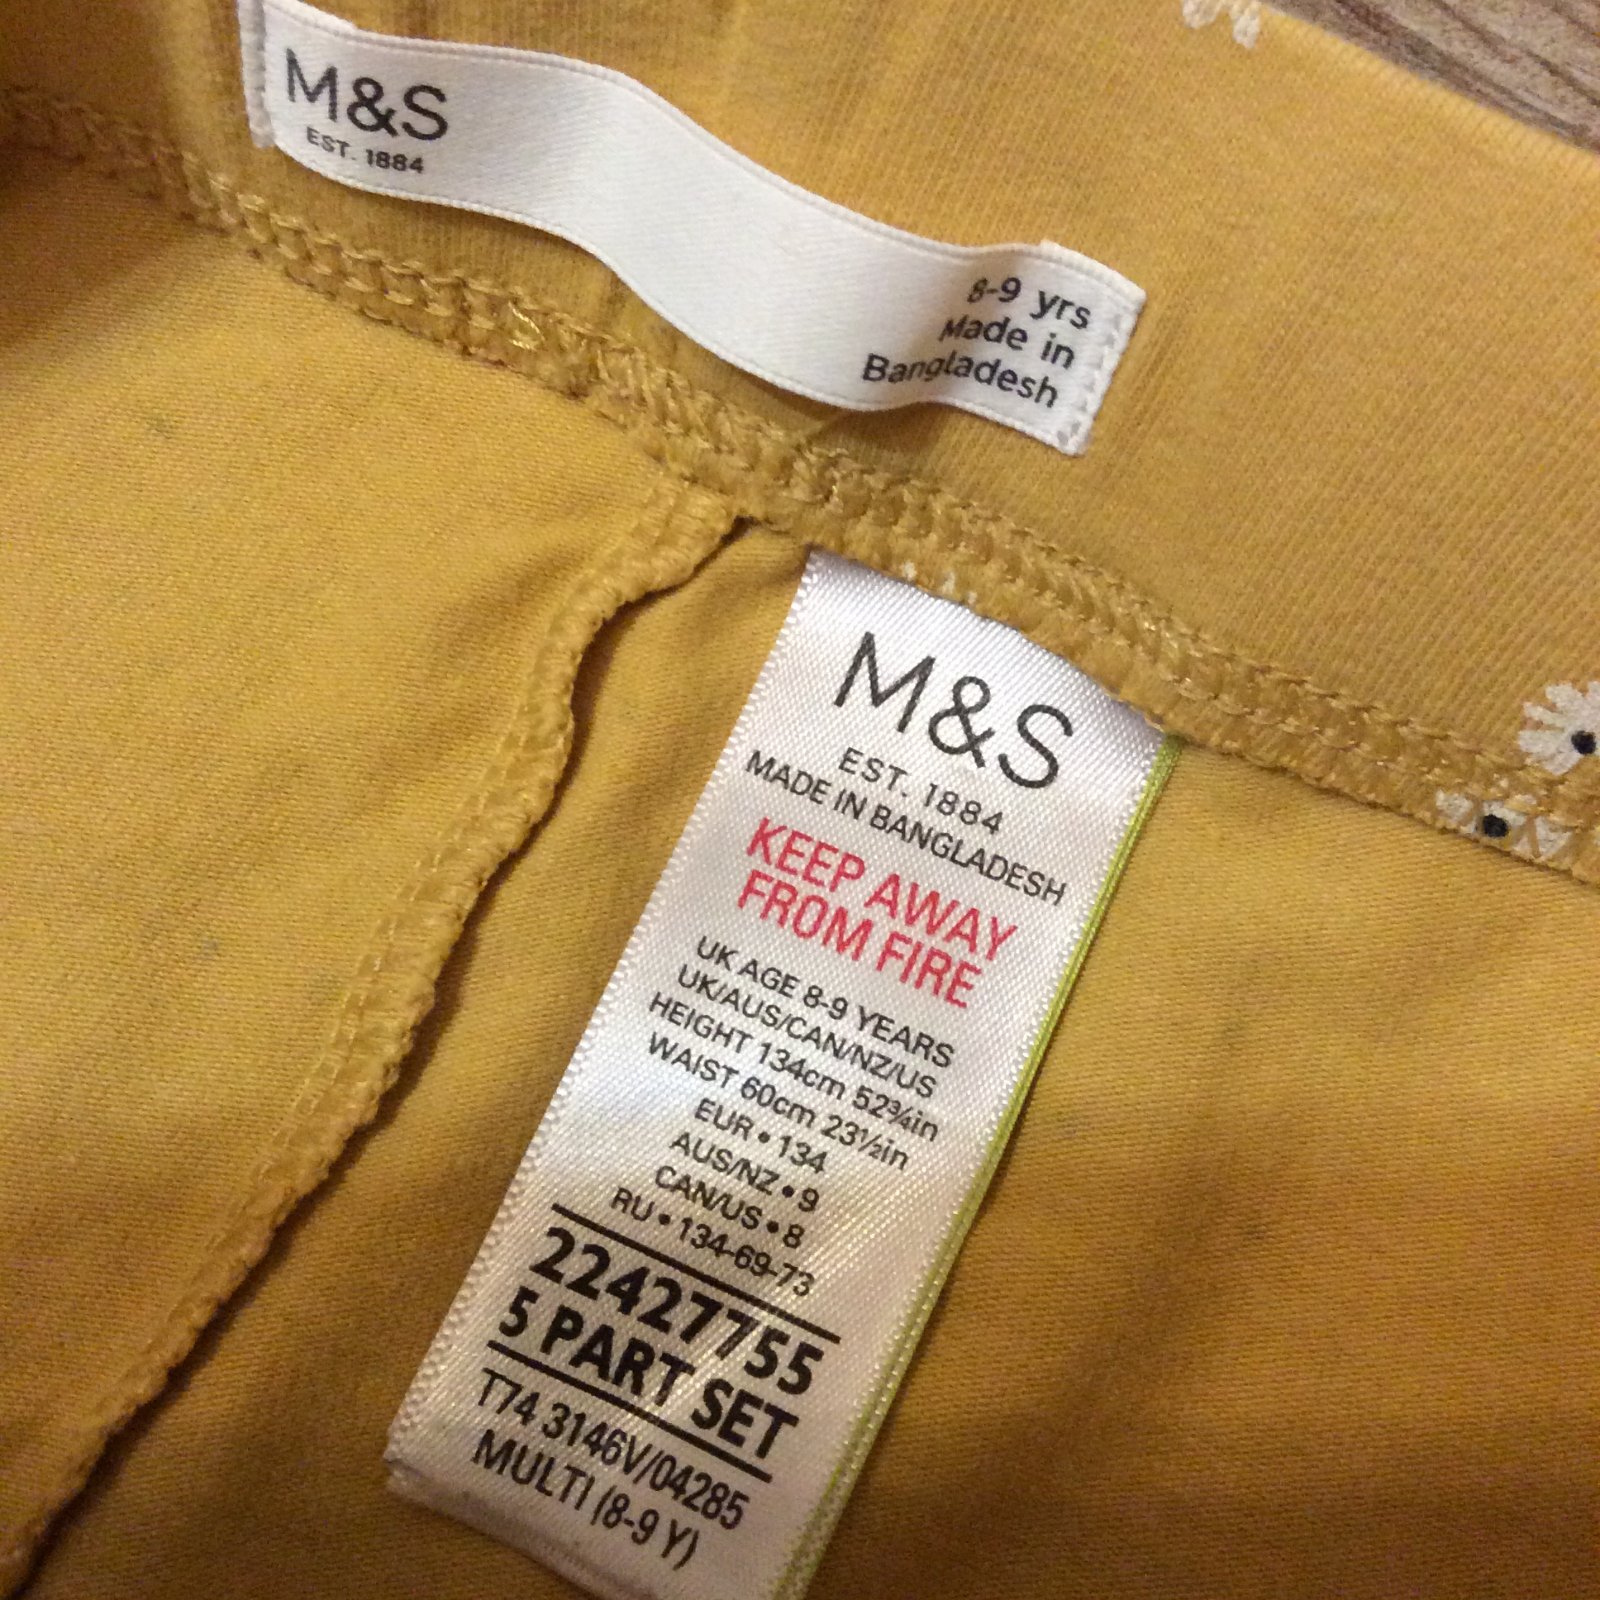 M&S
EST. 1884
8-9 yrs
Made in
Bangladesh
M&S
EST. 1884
MADE IN BANGLADESH
KEEP AWAY
FROM FIRE
UK AGE 8-9 YEARS
UK/AUS/CAN/NZ/US
HEIGHT 134cm 52¾in
WAIST 60cm 23½in
EUR • 134
AUS/NZ • 9
CAN/US • 8
RU • 134-69-73
22427755
5 PART SET
T74 3146V/04285
MULTI (8-9 Y)